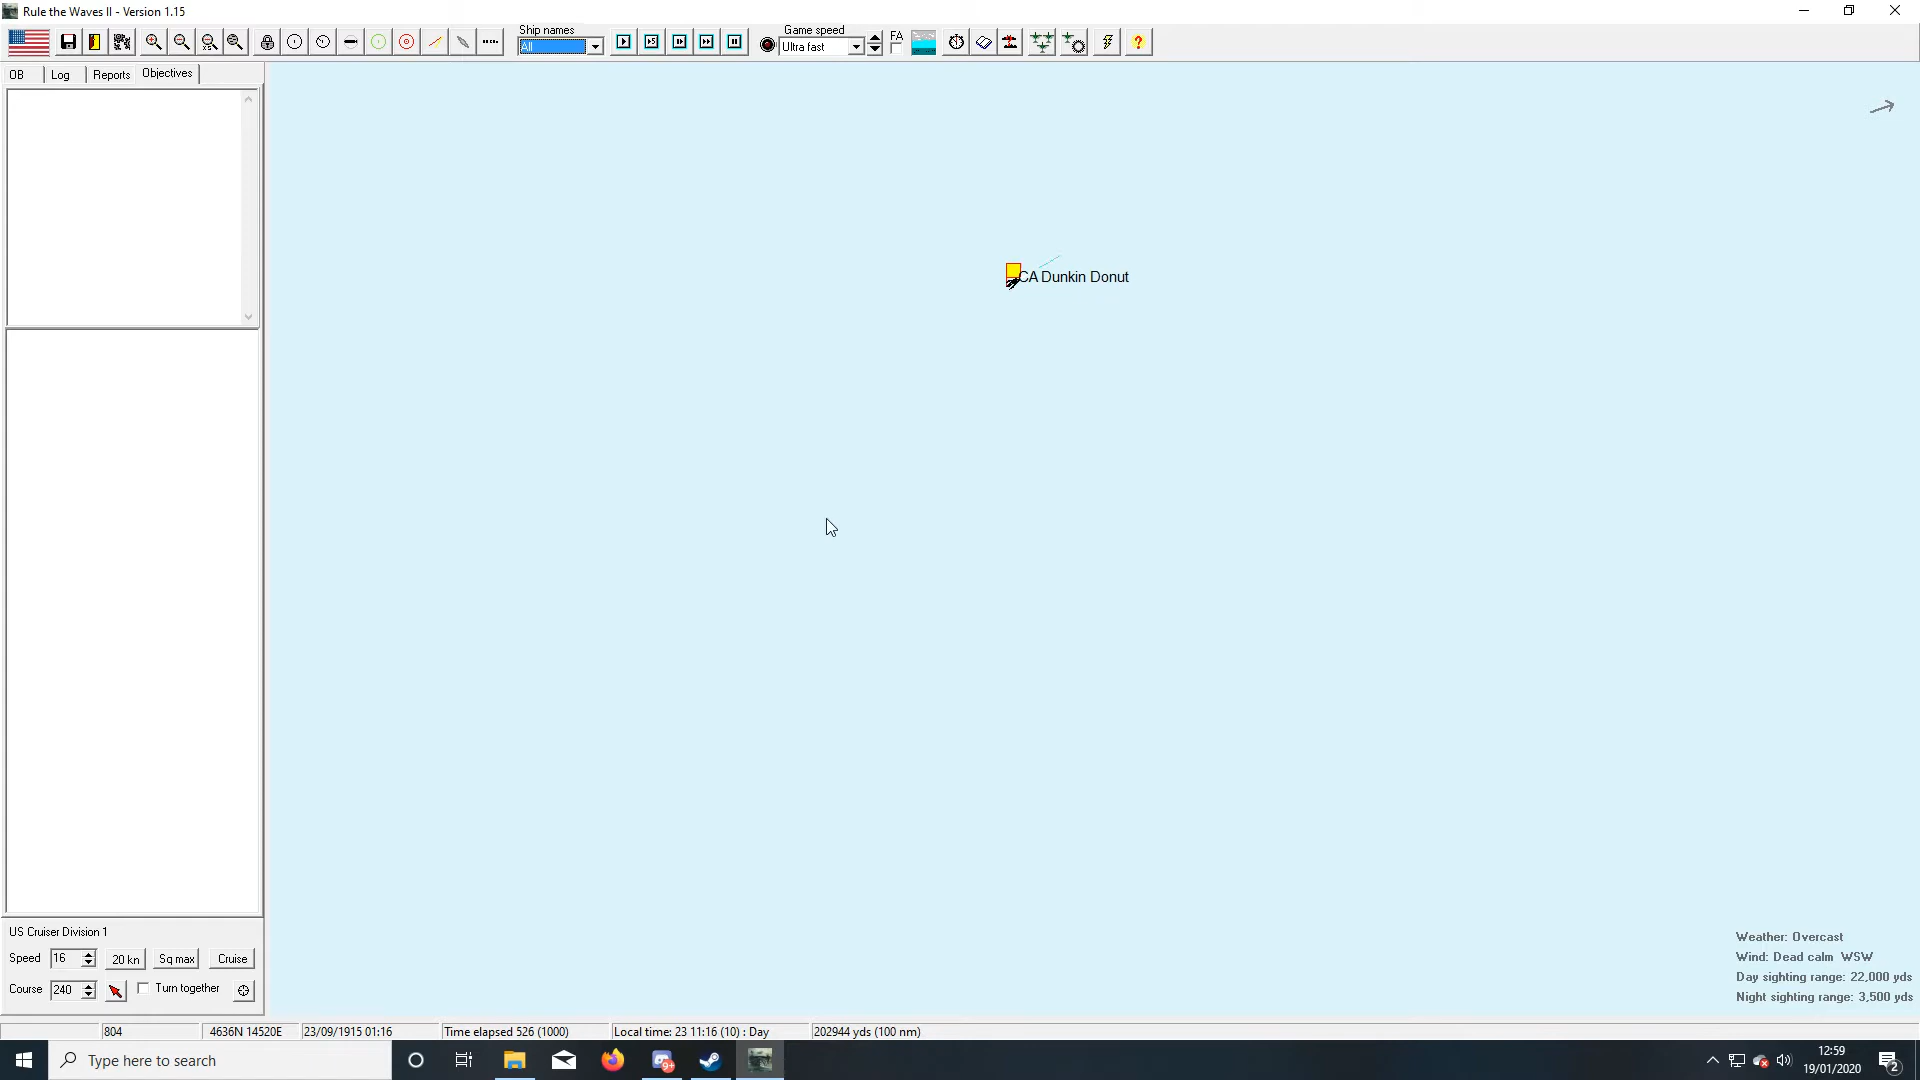 Rule the Waves II - Version 1.15
Ship names
All
Game speed
Ultra fast
FA
OB
Log
Reports
Objectives
CA Dunkin Donut
US Cruiser Division 1
Speed 16 20 kn Sq max Cruise
Course 240 Turn together
Weather: Overcast
Wind: Dead calm WSW
Day sighting range: 22,000 yds
Night sighting range: 3,500 yds
804 4636N 14520E 23/09/1915 01:16 Time elapsed 526 (1000) Local time: 23 11:16 (10) : Day 202944 yds (100 nm)
Type here to search
9+
12:59
19/01/2020
2